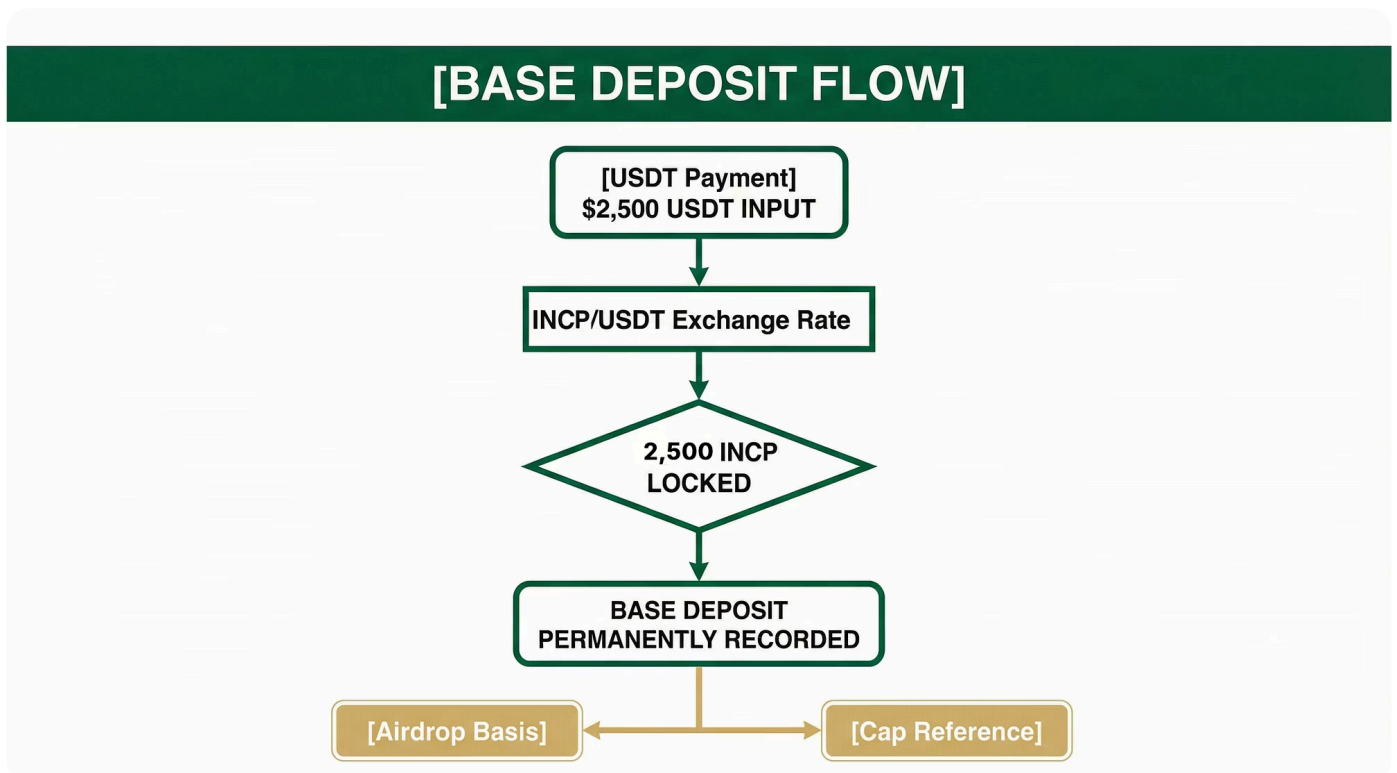 [BASE DEPOSIT FLOW]
[USDT Payment]
$2,500 USDT INPUT
INCP/USDT Exchange Rate
2,500 INCP
LOCKED
BASE DEPOSIT
PERMANENTLY RECORDED
[Airdrop Basis]
[Cap Reference]